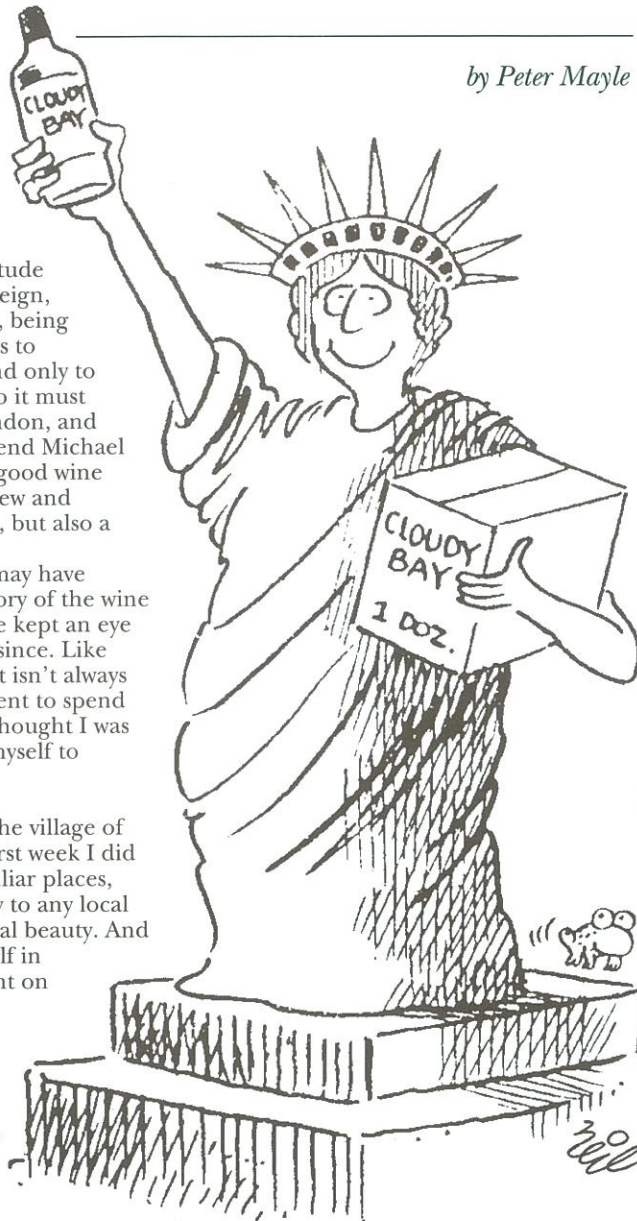 by Peter Mayle
CLOUDY
BAY
tude
eign,
, being
s to
nd only to
o it must
ndon, and
end Michael
good wine
ew and
, but also a
may have
ory of the wine
e kept an eye
since. Like
t isn't always
ent to spend
hought I was
nyself to
he village of
rst week I did
liar places,
y to any local
al beauty. And
lf in
nt on
CLOUDY
BAY
1 DOZ.